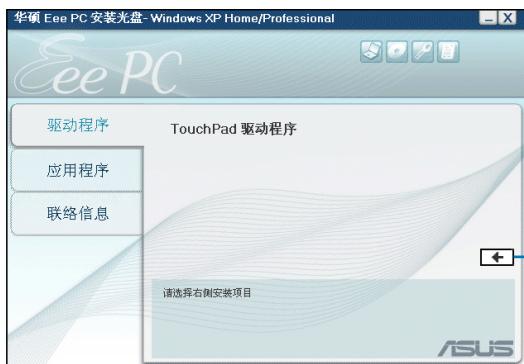 华硕 Eee PC 安装光盘- Windows XP Home/Professional
Eee PC
驱动程序
TouchPad 驱动程序
应用程序
联络信息
请选择右侧安装项目
ASUS